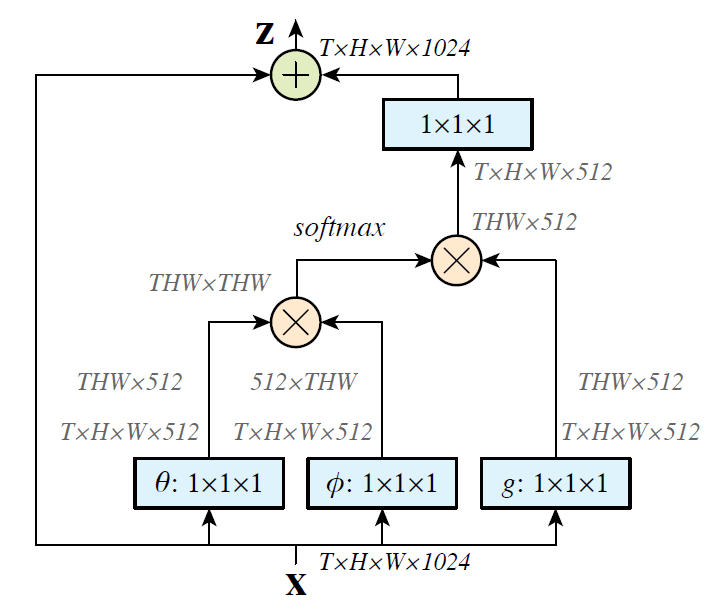 z
T×H×W×1024
+
1×1×1
T×H×W×512
THW×512
softmax
×
THW×THW
×
THW×512
512×THW
THW×512
T×H×W×512
T×H×W×512
T×H×W×512
θ: 1×1×1
ϕ: 1×1×1
g: 1×1×1
T×H×W×1024
x